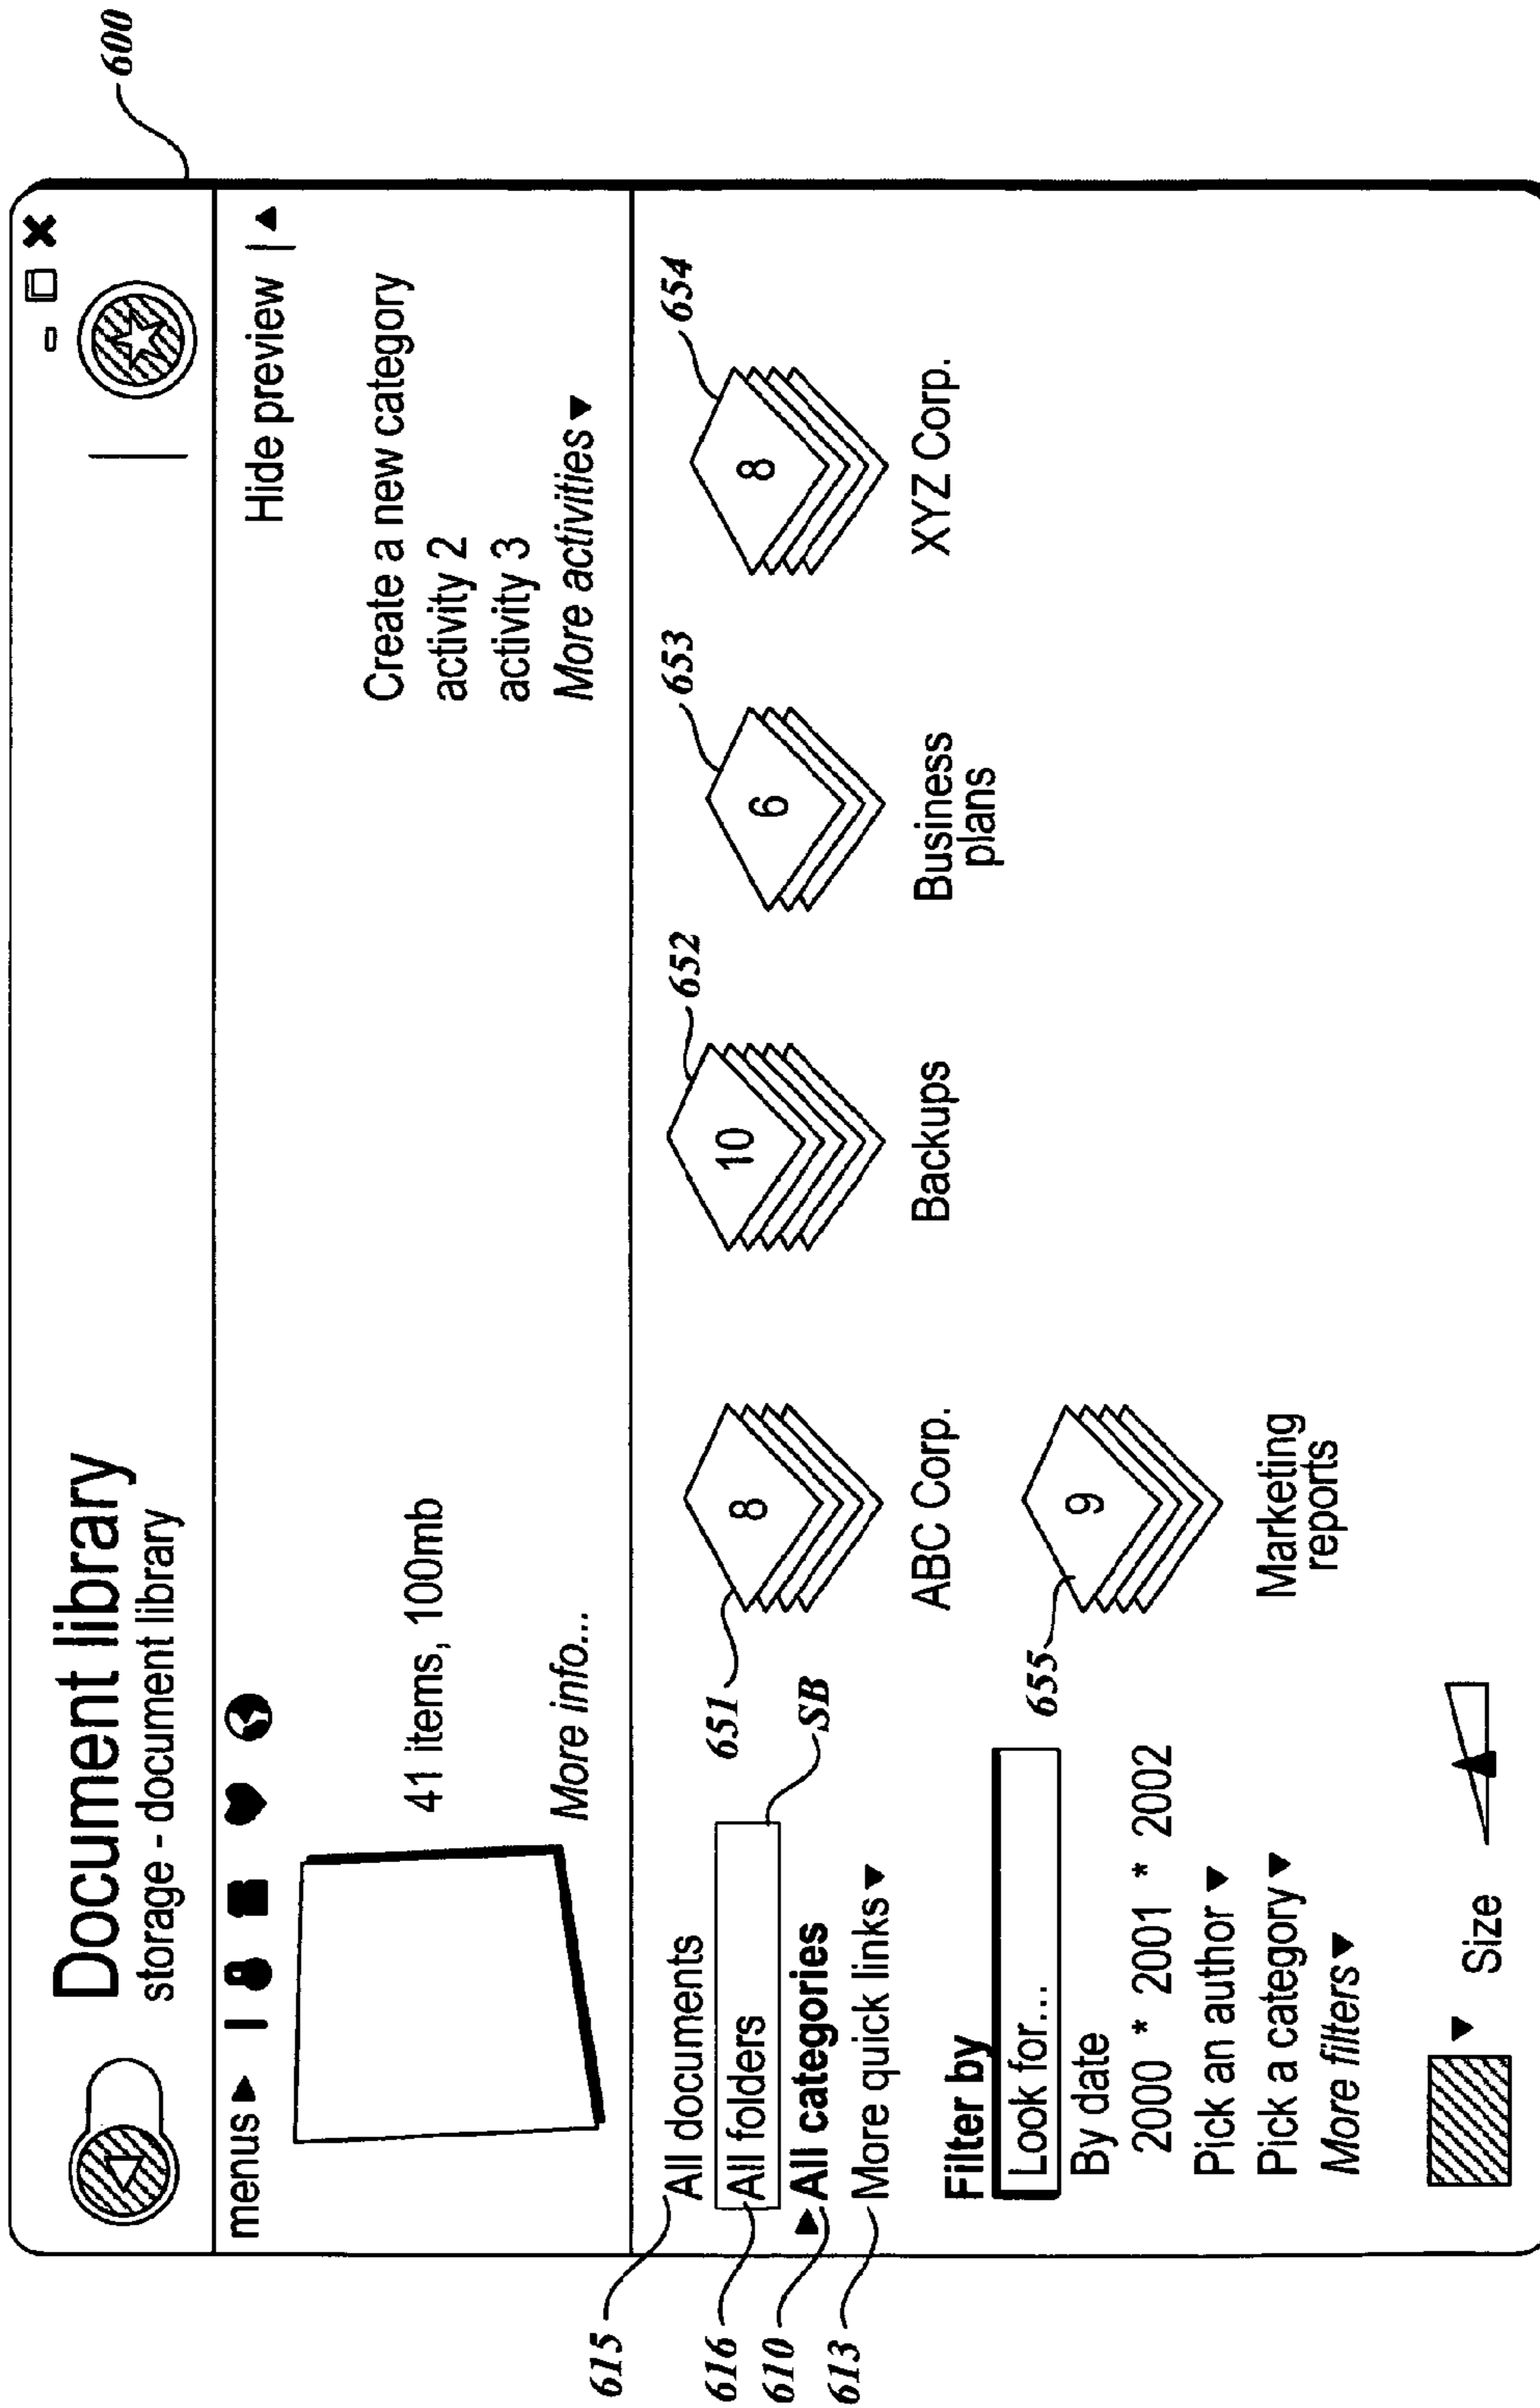 600
Document library
storage - document library
menus
Hide preview
41 items, 100mb
More info...
Create a new category
activity 2
activity 3
More activities
615
All documents
616
All folders
SB
610
All categories
613
More quick links
Filter by
Look for...
By date
2000 * 2001 * 2002
Pick an author
Pick a category
More filters
Size
651
8
ABC Corp.
652
10
Backups
653
6
Business
plans
654
8
XYZ Corp.
655
9
Marketing
reports